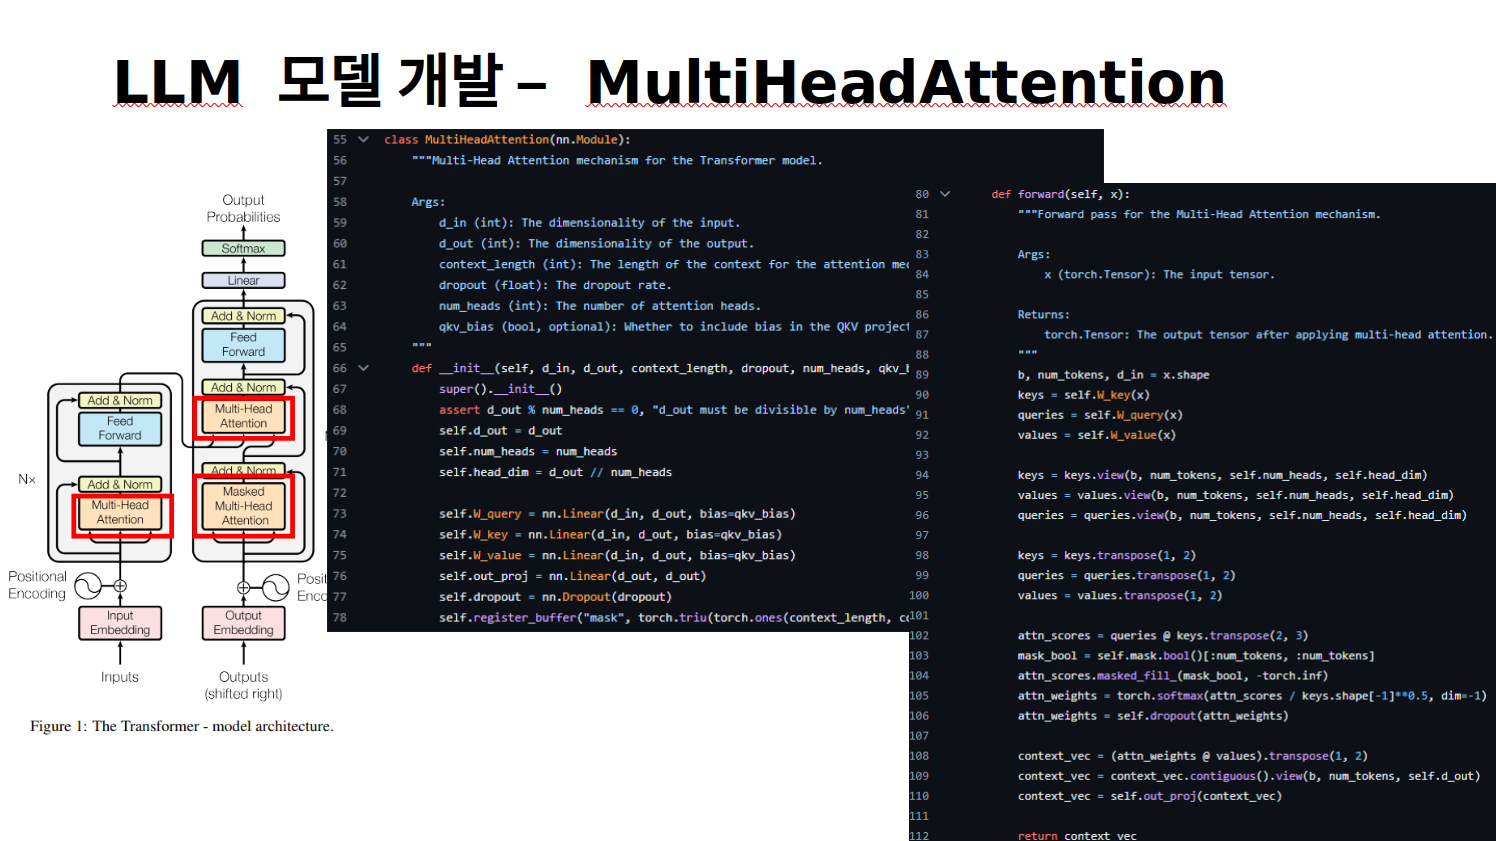 LLM 모델 개발 – MultiHeadAttention
Output
Probabilities
Softmax
Linear
Add & Norm
Feed
Forward
Add & Norm
Multi-Head
Attention
Add & Norm
Masked
Multi-Head
Attention
Add & Norm
Feed
Forward
Add & Norm
Multi-Head
Attention
N×
Positional
Encoding
Input
Embedding
Output
Embedding
Inputs
Outputs
(shifted right)
Figure 1: The Transformer - model architecture.
55 class MultiHeadAttention(nn.Module):
56 """Multi-Head Attention mechanism for the Transformer model.
57
58 Args:
59 d_in (int): The dimensionality of the input.
60 d_out (int): The dimensionality of the output.
61 context_length (int): The length of the context for the attention
62 dropout (float): The dropout rate.
63 num_heads (int): The number of attention heads.
64 qkv_bias (bool, optional): Whether to include bias in the QKV
65 """
66 def __init__(self, d_in, d_out, context_length, dropout, num_heads,
67 super().__init__()
68 assert d_out % num_heads == 0, "d_out must be divisible by num_heads"
69 self.d_out = d_out
70 self.num_heads = num_heads
71 self.head_dim = d_out // num_heads
72
73 self.W_query = nn.Linear(d_in, d_out, bias=qkv_bias)
74 self.W_key = nn.Linear(d_in, d_out, bias=qkv_bias)
75 self.W_value = nn.Linear(d_in, d_out, bias=qkv_bias)
76 self.out_proj = nn.Linear(d_out, d_out)
77 self.dropout = nn.Dropout(dropout)
78 self.register_buffer("mask", torch.triu(torch.ones(context_length,
80 def forward(self, x):
81 """Forward pass for the Multi-Head Attention mechanism.
82
83 Args:
84 x (torch.Tensor): The input tensor.
85
86 Returns:
87 torch.Tensor: The output tensor after applying multi-head attention.
88 """
89 b, num_tokens, d_in = x.shape
90 keys = self.W_key(x)
91 queries = self.W_query(x)
92 values = self.W_value(x)
93
94 keys = keys.view(b, num_tokens, self.num_heads, self.head_dim)
95 values = values.view(b, num_tokens, self.num_heads, self.head_dim)
96 queries = queries.view(b, num_tokens, self.num_heads, self.head_dim)
97
98 keys = keys.transpose(1, 2)
99 queries = queries.transpose(1, 2)
100 values = values.transpose(1, 2)
101
102 attn_scores = queries @ keys.transpose(2, 3)
103 mask_bool = self.mask.bool()[:num_tokens, :num_tokens]
104 attn_scores.masked_fill_(mask_bool, -torch.inf)
105 attn_weights = torch.softmax(attn_scores / keys.shape[-1]**0.5, dim=-1)
106 attn_weights = self.dropout(attn_weights)
107
108 context_vec = (attn_weights @ values).transpose(1, 2)
109 context_vec = context_vec.contiguous().view(b, num_tokens, self.d_out)
110 context_vec = self.out_proj(context_vec)
111
112 return context_vec